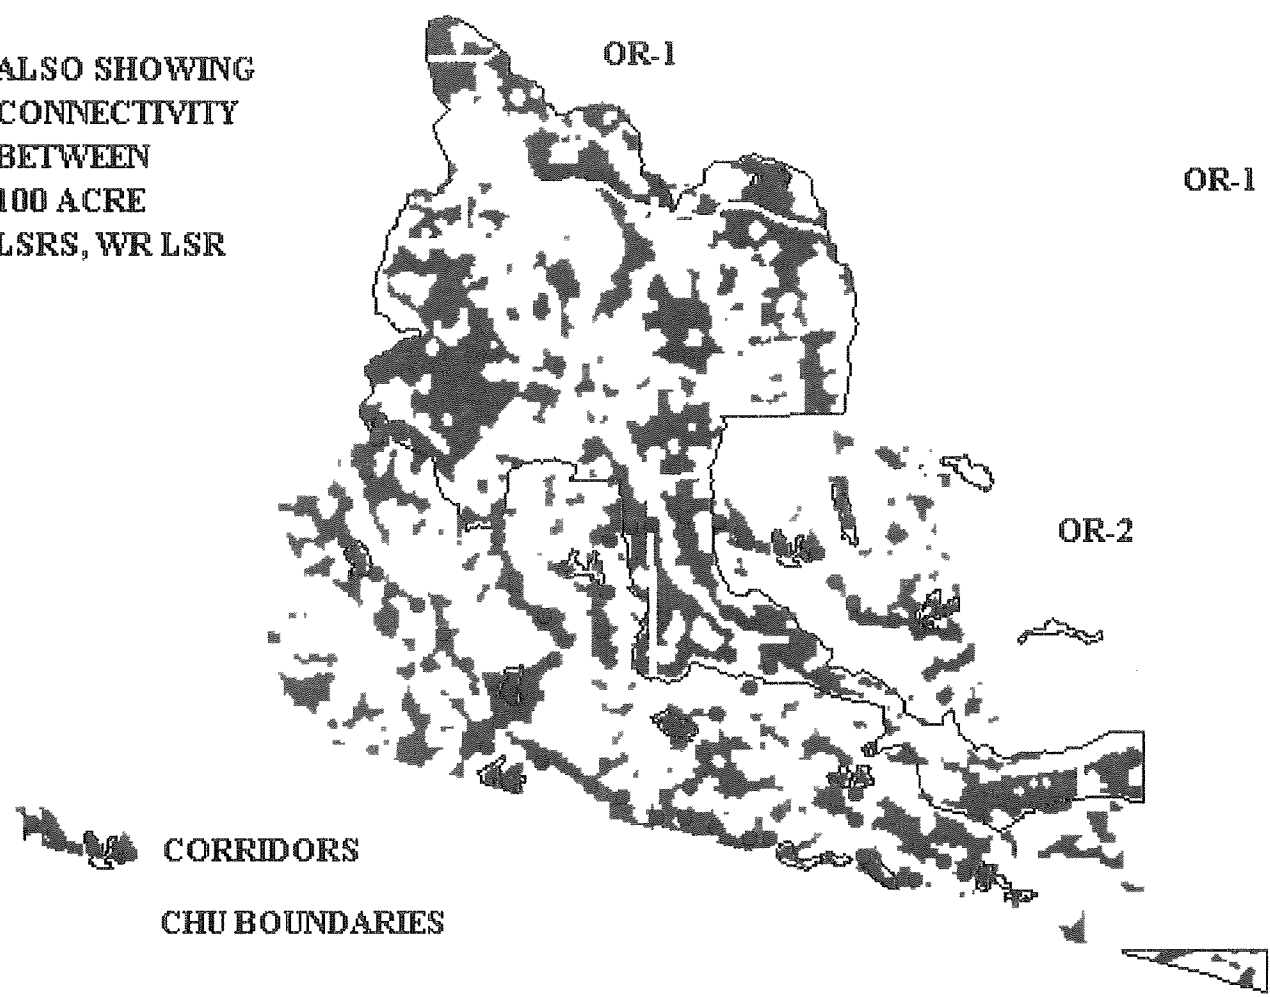 OR-1
ALSO SHOWING
CONNECTIVITY
BETWEEN
100 ACRE
LSRS, WR LSR
OR-1
OR-2
CORRIDORS
CHU BOUNDARIES